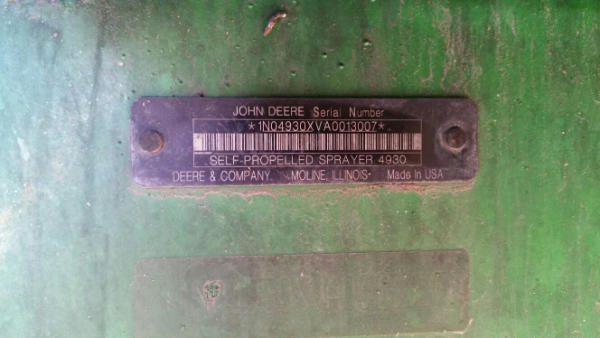 JOHN DEERE Serial Number
*1N04930XVA0013007*
SELF-PROPELLED SPRAYER 4930
DEERE & COMPANY MOLINE, ILLINOIS Made In USA